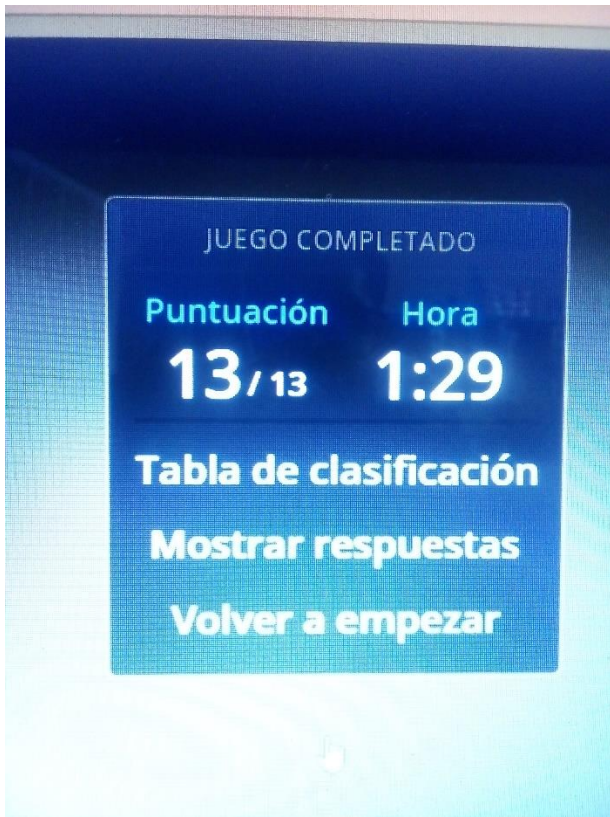 JUEGO COMPLETADO
Puntuación Hora
13/ 13 1:29
Tabla de clasificación
Mostrar respuestas
Volver a empezar